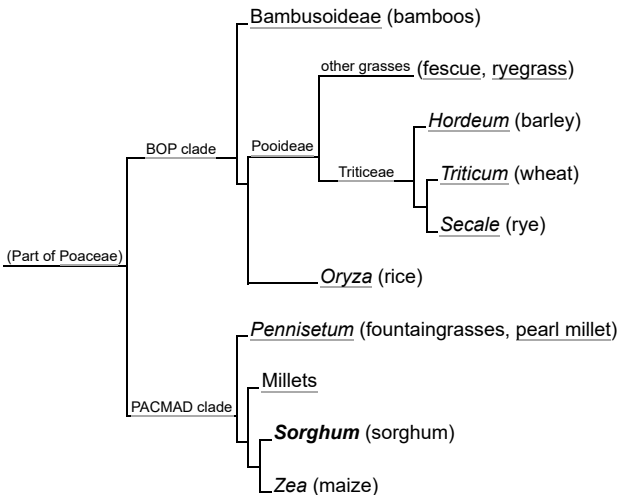 Bambusoideae (bamboos)
other grasses (fescue, ryegrass)
Hordeum (barley)
BOP clade
Pooideae
Triticeae
Triticum (wheat)
Secale (rye)
(Part of Poaceae)
Oryza (rice)
Pennisetum (fountaingrasses, pearl millet)
Millets
PACMAD clade
Sorghum (sorghum)
Zea (maize)